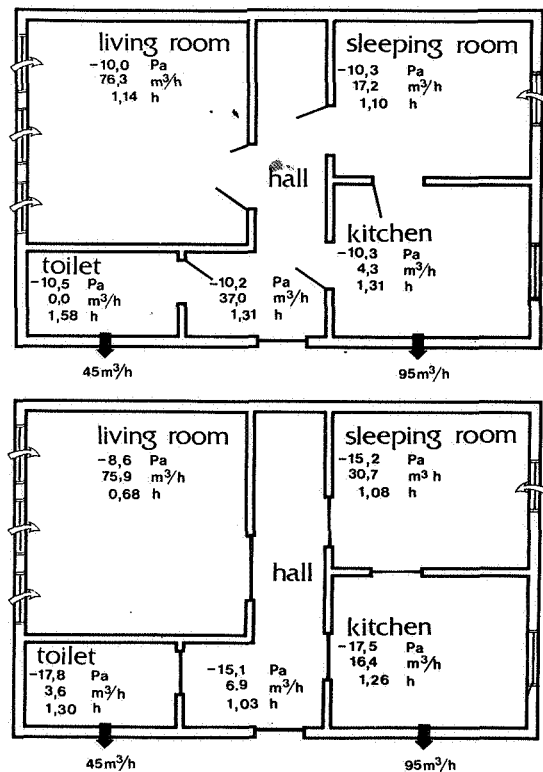 living room
-10,0 Pa
76,3 m³/h
1,14 h
sleeping room
-10,3 Pa
17,2 m³/h
1,10 h
hall
kitchen
-10,3 Pa
4,3 m³/h
1,31 h
toilet
-10,5 Pa
0,0 m³/h
1,58 h
-10,2 Pa
37,0 m³/h
1,31 h
45m³/h
95m³/h
living room
-8,6 Pa
75,9 m³/h
0,68 h
sleeping room
-15,2 Pa
30,7 m³ h
1,08 h
hall
kitchen
-17,5 Pa
16,4 m³/h
1,26 h
toilet
-17,8 Pa
3,6 m³/h
1,30 h
-15,1 Pa
6.9 m³/h
1,03 h
45m³/h
95m³/h